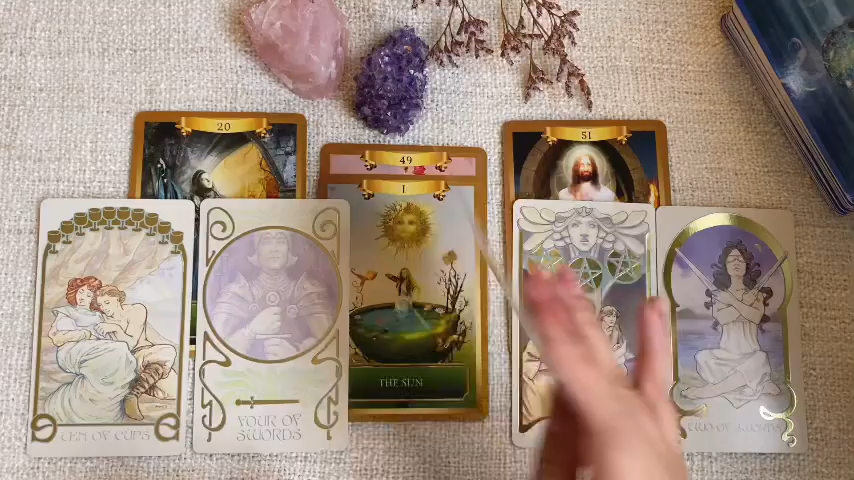 20
49
51
I
THE SUN
TEN OF CUPS
FOUR OF
SWORDS
TWO OF SWORDS